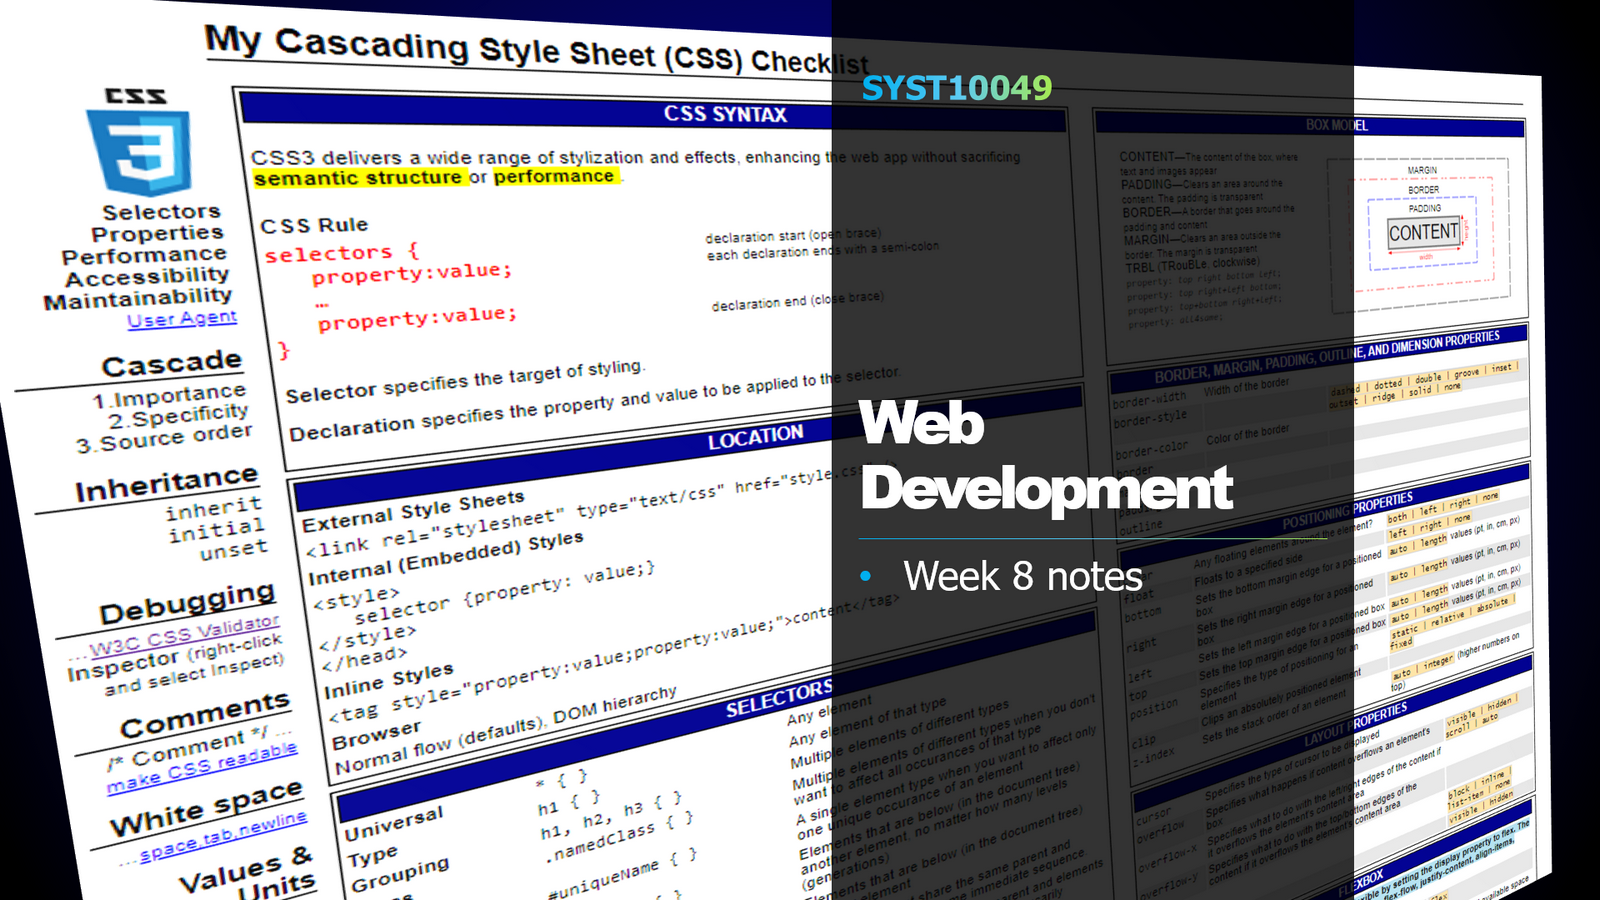 My Cascading Style Sheet (CSS) Checklist
CSS
3
Selectors
Properties
Performance
Accessibility
Maintainability
User Agent
Cascade
1.Importance
2.Specificity
3.Source order
Inheritance
inherit
initial
unset
Debugging
...W3C CSS Validator
Inspector (right-click
and select Inspect)
Comments
/* Comment */ ...
make CSS readable
White space
...space,tab,newline
Values &
Units
CSS SYNTAX
CSS3 delivers a wide range of stylization and effects, enhancing the web app without sacrificing
semantic structure or performance.
CSS Rule
selectors {
declaration start (open brace)
property:value;
each declaration ends with a semi-colon
…
property:value;
declaration end (close brace)
}
Selector specifies the target of styling.
Declaration specifies the property and value to be applied to the selector.
LOCATION
External Style Sheets
<link rel="stylesheet" type="text/css" href="style.css" />
Internal (Embedded) Styles
<style>
selector {property: value;}
</style>
</head>
Inline Styles
<tag style="property:value;property:value;">content</tag>
Browser
Normal flow (defaults), DOM hierarchy
SELECTORS
Universal
* { }
Any element
Type
h1 { }
Any element of that type
Grouping
h1, h2, h3 { }
Multiple elements of different types
.namedClass { }
Multiple elements of different types when you don't
want to affect all occurances of that type
#uniqueName { }
A single element type when you want to affect only
one unique occurance of an element
Elements that are below (in the document tree)
another element, no matter how many levels
(generations)
Elements that are below (in the document tree)
SYST10049
Web
Development
• Week 8 notes
BOX MODEL
CONTENT—The content of the box, where
text and images appear
PADDING—Clears an area around the
content. The padding is transparent
BORDER—A border that goes around the
padding and content
MARGIN—Clears an area outside the
border. The margin is transparent
TRBL (TRouBLe, clockwise)
property: top right bottom left;
property: top right+left bottom;
property: top+bottom right+left;
property: all4same;
MARGIN
BORDER
PADDING
CONTENT
height
width
BORDER, MARGIN, PADDING, OUTLINE, AND DIMENSION PROPERTIES
border-width
Width of the border
border-style
dashed | dotted | double | groove | inset |
outset | ridge | solid | none
border-color
Color of the border
border
outline
POSITIONING PROPERTIES
Any floating elements around the element?
both | left | right | none
float
Floats to a specified side
left | right | none
bottom
Sets the bottom margin edge for a positioned
box
auto | length values (pt, in, cm, px)
right
Sets the right margin edge for a positioned
box
auto | length values (pt, in, cm, px)
left
Sets the left margin edge for a positioned box
auto | length values (pt, in, cm, px)
top
Sets the top margin edge for a positioned box
auto | length values (pt, in, cm, px)
position
Specifies the type of positioning for an
element
static | relative | absolute |
fixed
clip
Clips an absolutely positioned element
z-index
Sets the stack order of an element
auto | integer (higher numbers on
top)
LAYOUT PROPERTIES
cursor
Specifies the type of cursor to be displayed
overflow
Specifies what happens if content overflows an element's
box
visible | hidden |
scroll | auto
overflow-x
Specifies what to do with the left/right edges of the content if
it overflows the element's content area
overflow-y
Specifies what to do with the top/bottom edges of the
content if it overflows the element's content area
block | inline |
list-item | none
visible | hidden
FLEXBOX